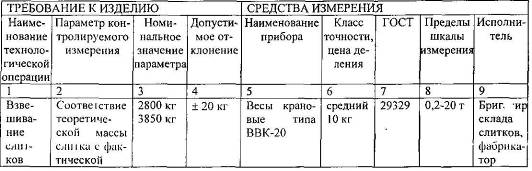 ТРЕБОВАНИЕ К ИЗДЕЛИЮ
СРЕДСТВА ИЗМЕРЕНИЯ
Наименование технологической операции
Параметр контролируемого измерения
Номинальное значение параметра
Допустимое отклонение
Наименование прибора
Класс точности, цена деления
ГОСТ
Пределы шкалы измерения
Исполнитель
1 2 3 4 5 6 7 8 9
Взвешивание слитков
Соответствие теоретической массы слитка с фактической
2800 кг
3850 кг
± 20 кг
Весы крановые типа ВВК-20
средний
10 кг
29329
0,2-20 т
склада слитков, фабрикатор